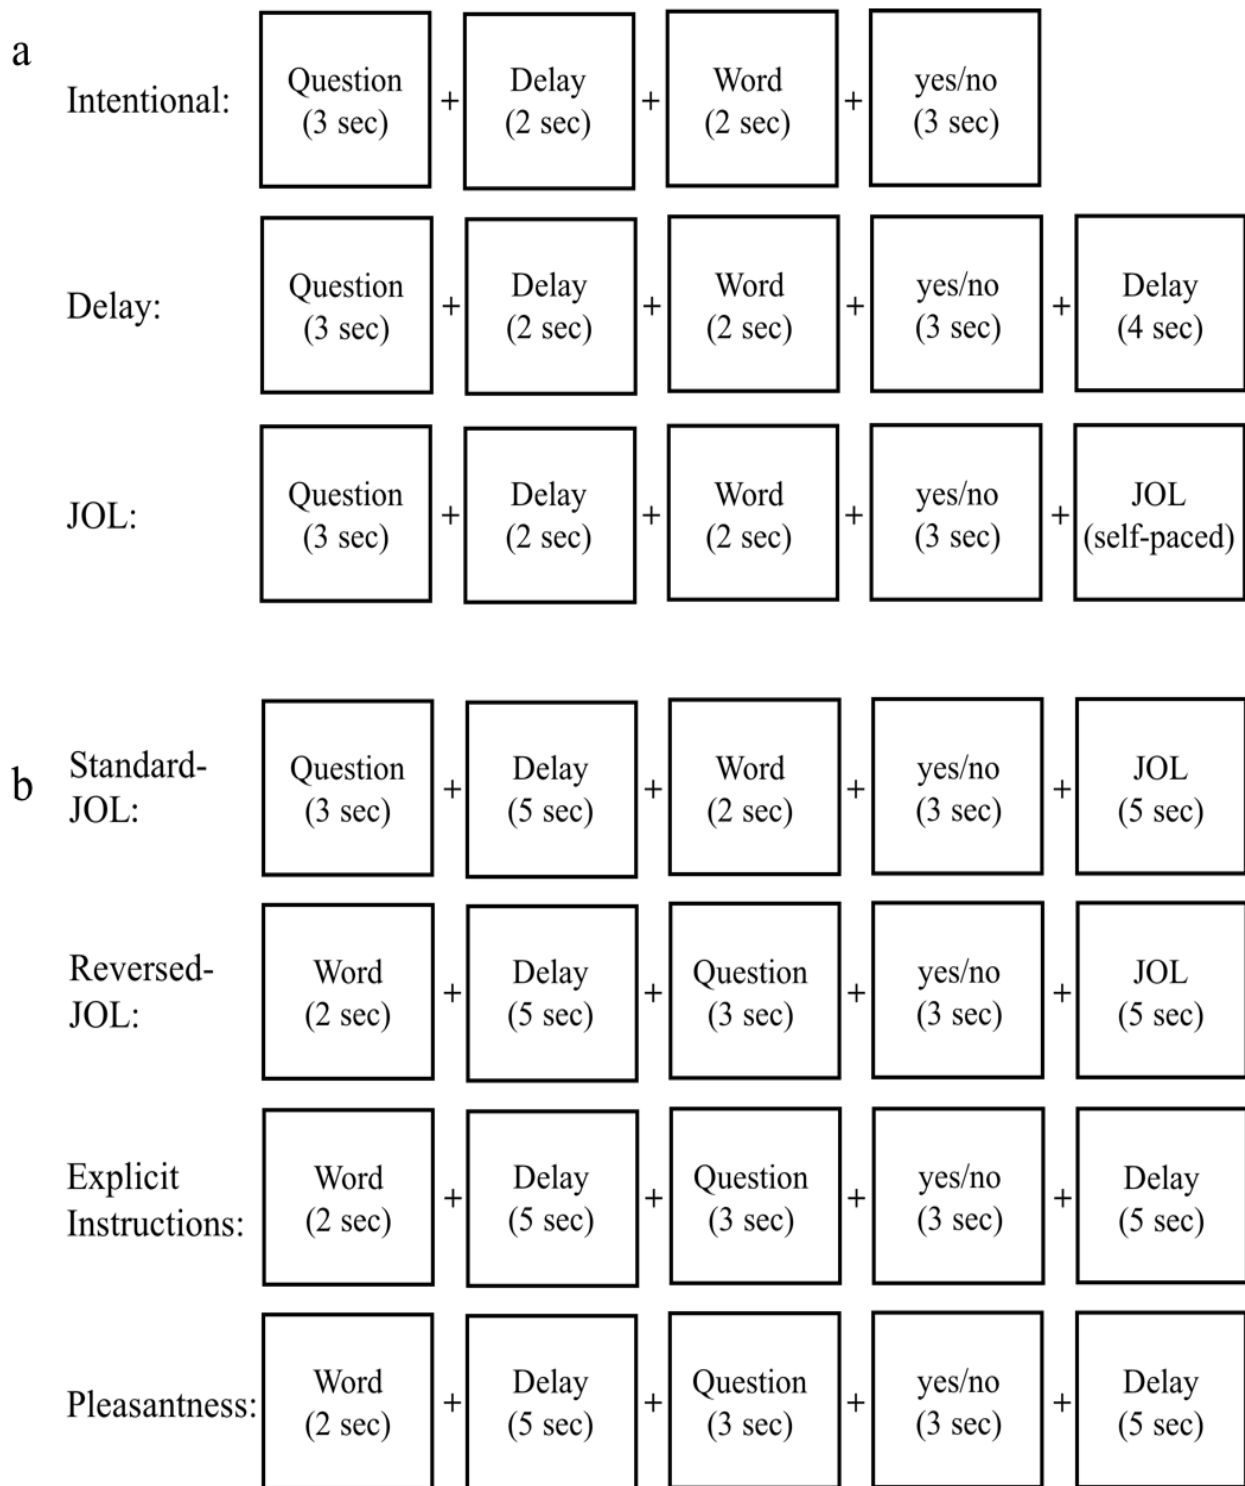 a
Intentional:
Question
(3 sec)
+
Delay
(2 sec)
+
Word
(2 sec)
+
yes/no
(3 sec)
Delay:
Question
(3 sec)
+
Delay
(2 sec)
+
Word
(2 sec)
+
yes/no
(3 sec)
+
Delay
(4 sec)
JOL:
Question
(3 sec)
+
Delay
(2 sec)
+
Word
(2 sec)
+
yes/no
(3 sec)
+
JOL
(self-paced)
b
Standard-
JOL:
Question
(3 sec)
+
Delay
(5 sec)
+
Word
(2 sec)
+
yes/no
(3 sec)
+
JOL
(5 sec)
Reversed-
JOL:
Word
(2 sec)
+
Delay
(5 sec)
+
Question
(3 sec)
+
yes/no
(3 sec)
+
JOL
(5 sec)
Explicit
Instructions:
Word
(2 sec)
+
Delay
(5 sec)
+
Question
(3 sec)
+
yes/no
(3 sec)
+
Delay
(5 sec)
Pleasantness:
Word
(2 sec)
+
Delay
(5 sec)
+
Question
(3 sec)
+
yes/no
(3 sec)
+
Delay
(5 sec)